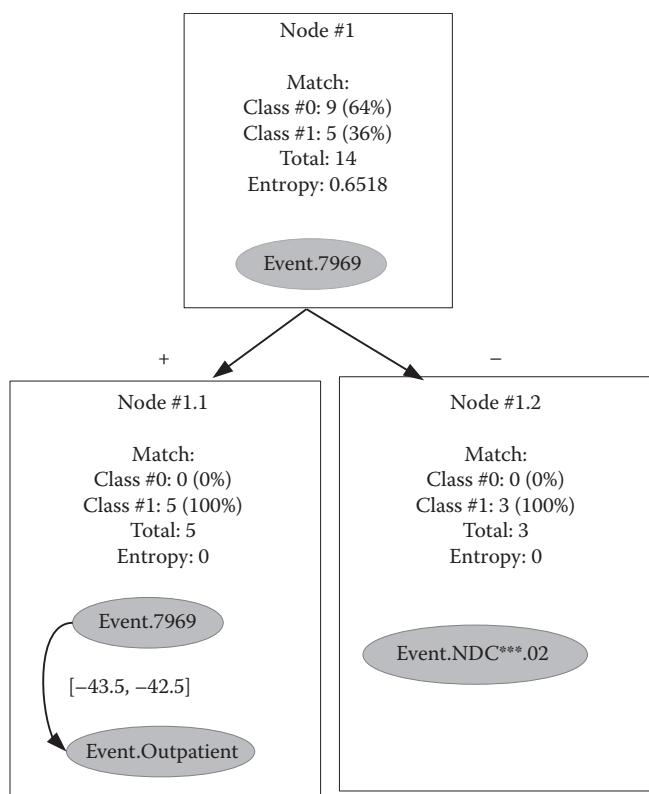 Node #1
Match:
Class #0: 9 (64%)
Class #1: 5 (36%)
Total: 14
Entropy: 0.6518
Event.7969
+
−
Node #1.1
Match:
Class #0: 0 (0%)
Class #1: 5 (100%)
Total: 5
Entropy: 0
Event.7969
[−43.5, −42.5]
Event.Outpatient
Node #1.2
Match:
Class #0: 0 (0%)
Class #1: 3 (100%)
Total: 3
Entropy: 0
Event.NDC***.02